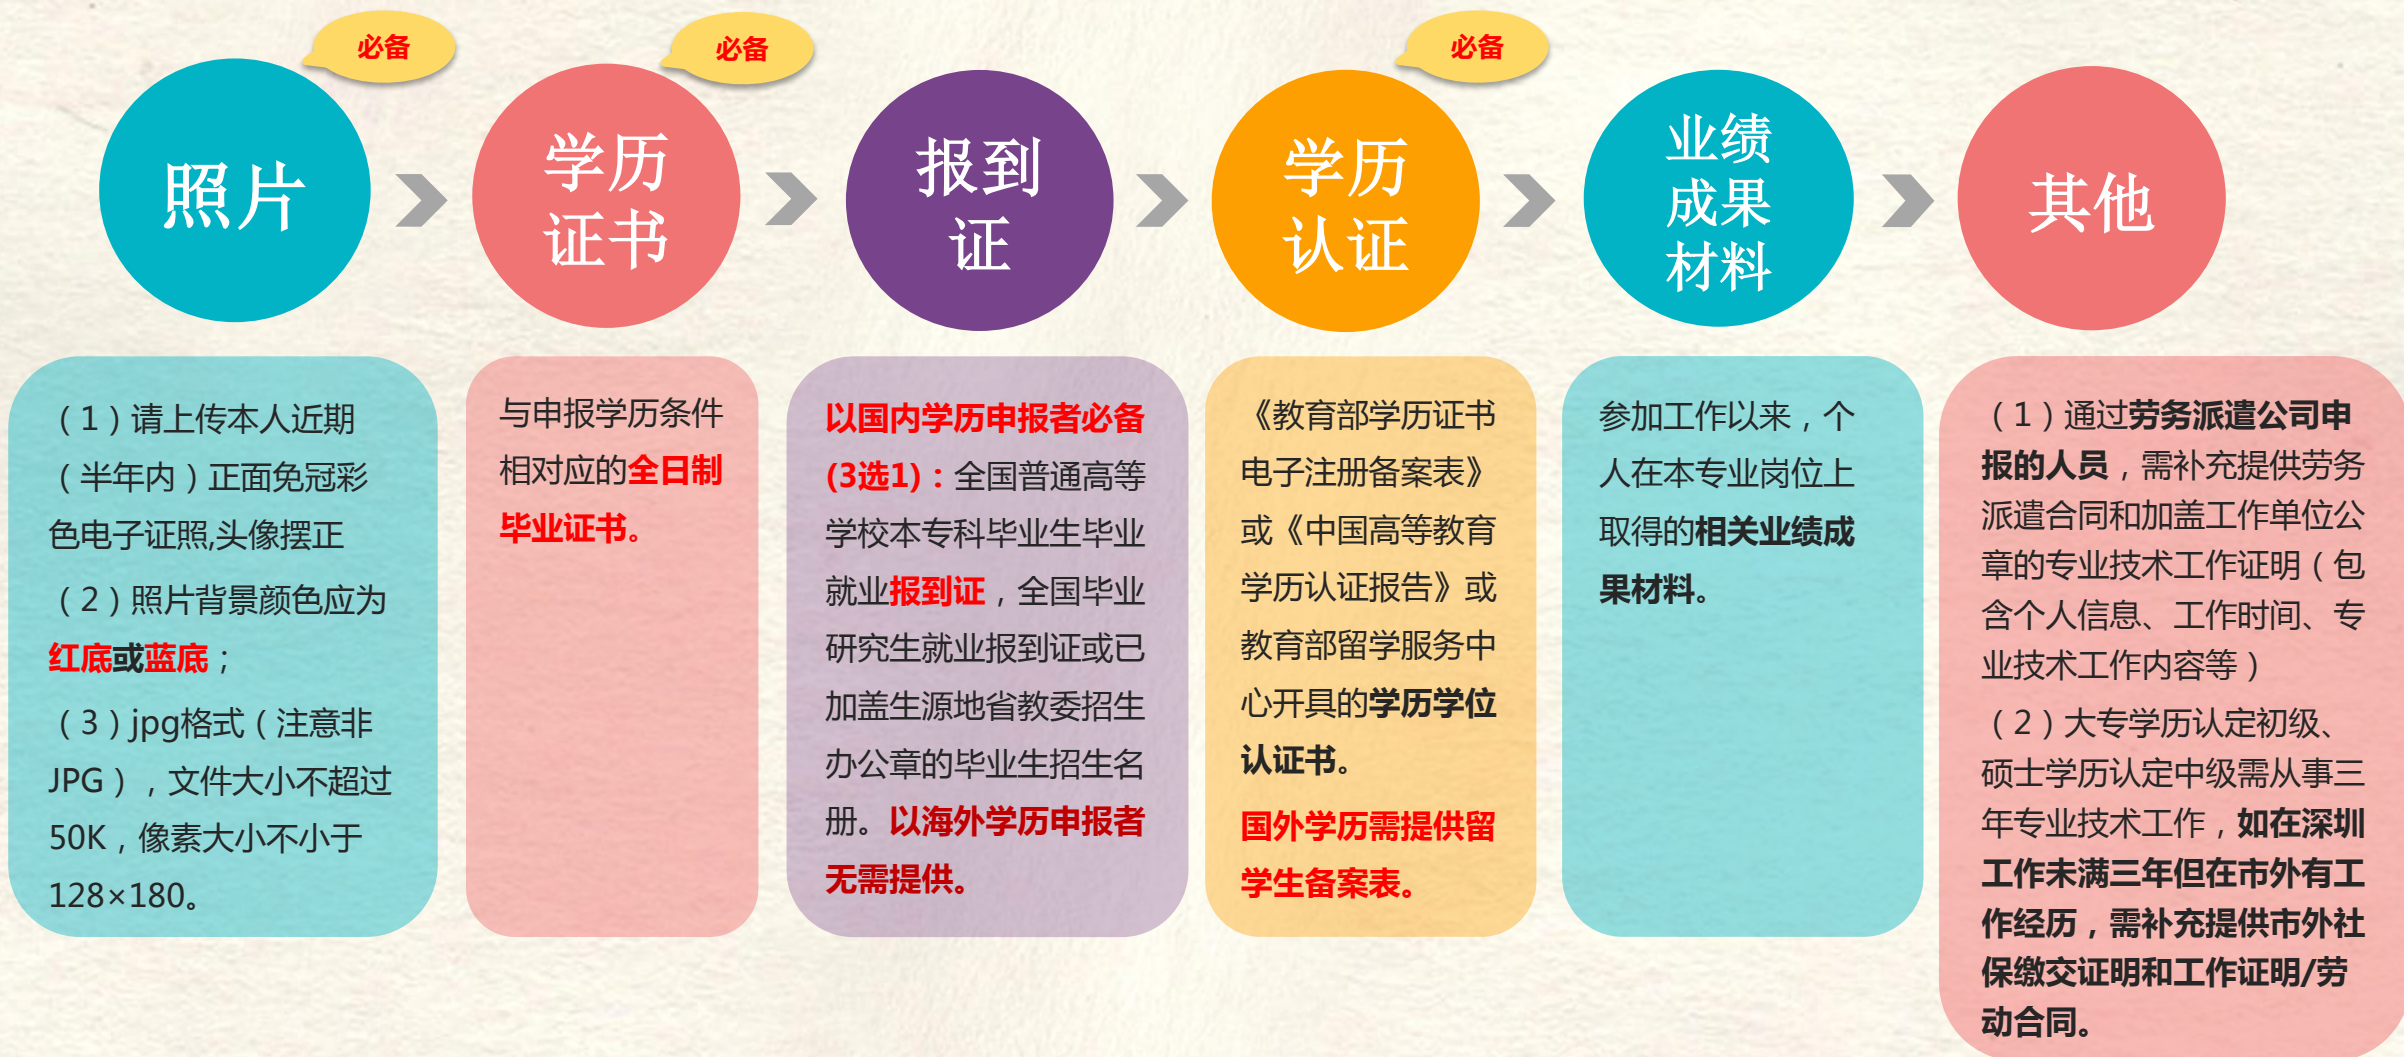 必备
必备
必备
照片
学历
证书
报到
证
学历
认证
业绩
成果
材料
其他
（1）请上传本人近期
（半年内）正面免冠彩
色电子证照,头像摆正
（2）照片背景颜色应为
红底或蓝底；
（3）jpg格式（注意非
JPG），文件大小不超过
50K，像素大小不小于
128×180。
与申报学历条件
相对应的全日制
毕业证书。
以国内学历申报者必备
(3选1)：全国普通高等
学校本专科毕业生毕业
就业报到证，全国毕业
研究生就业报到证或已
加盖生源地省教委招生
办公章的毕业生招生名
册。以海外学历申报者
无需提供。
《教育部学历证书
电子注册备案表》
或《中国高等教育
学历认证报告》或
教育部留学服务中
心开具的学历学位
认证书。
国外学历需提供留
学生备案表。
参加工作以来，个
人在本专业岗位上
取得的相关业绩成
果材料。
（1）通过劳务派遣公司申
报的人员，需补充提供劳务
派遣合同和加盖工作单位公
章的专业技术工作证明（包
含个人信息、工作时间、专
业技术工作内容等）
（2）大专学历认定初级、
硕士学历认定中级需从事三
年专业技术工作，如在深圳
工作未满三年但在市外有工
作经历，需补充提供市外社
保缴交证明和工作证明/劳
动合同。